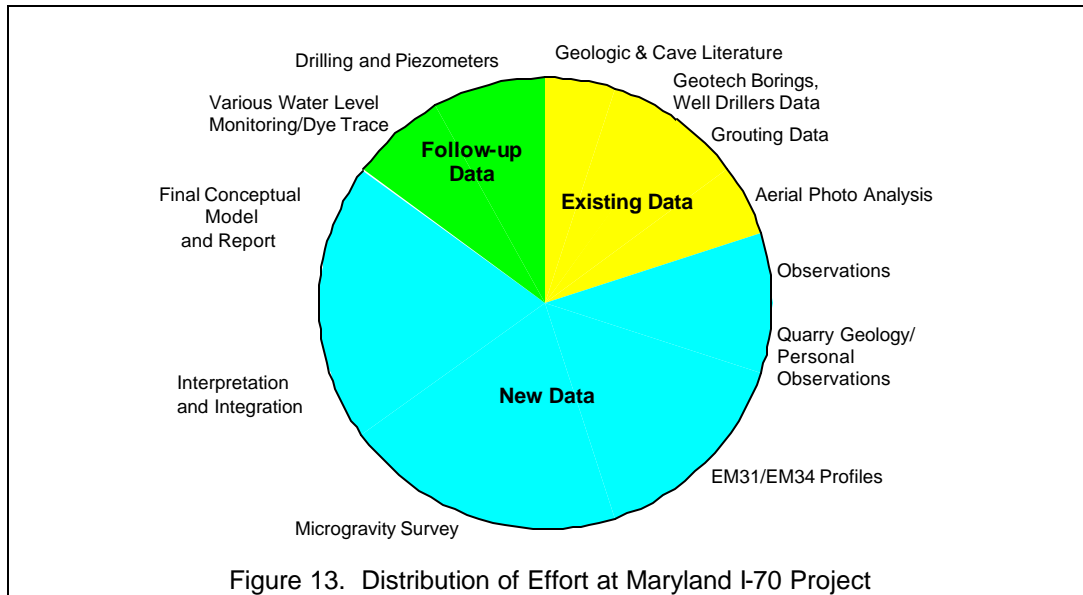 Drilling and Piezometers
Geologic & Cave Literature
Geotech Borings,
Well Drillers Data
Various Water Level
Monitoring/Dye Trace
Grouting Data
Follow-up
Data
Existing Data
Aerial Photo Analysis
Final Conceptual
Model
and Report
Observations
Quarry Geology/
Personal
Observations
Interpretation
and Integration
New Data
EM31/EM34 Profiles
Microgravity Survey
Figure 13. Distribution of Effort at Maryland I-70 Project